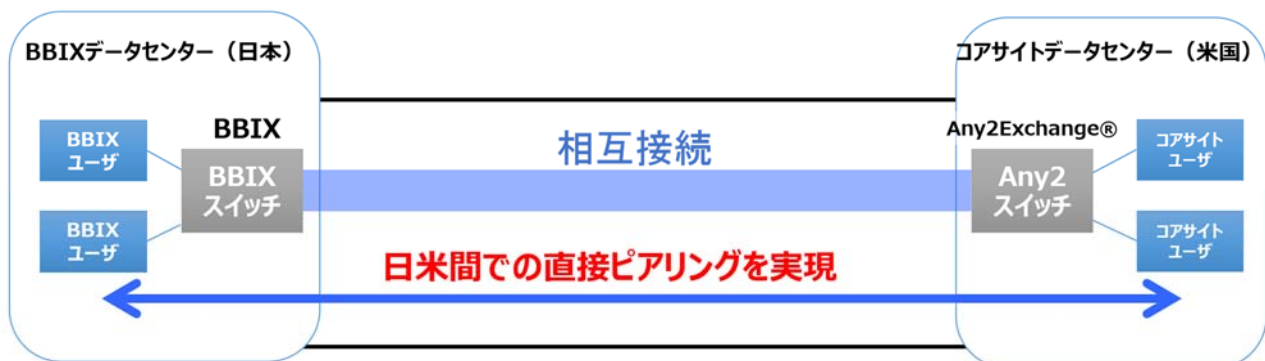 BBIXデータセンター（日本）
BBIX
BBIX
ユーザ
BBIX
ユーザ
BBIX
スイッチ
相互接続
日米間での直接ピアリングを実現
コアサイトデータセンター（米国）
Any2Exchange®
Any2
スイッチ
コアサイト
ユーザ
コアサイト
ユーザ